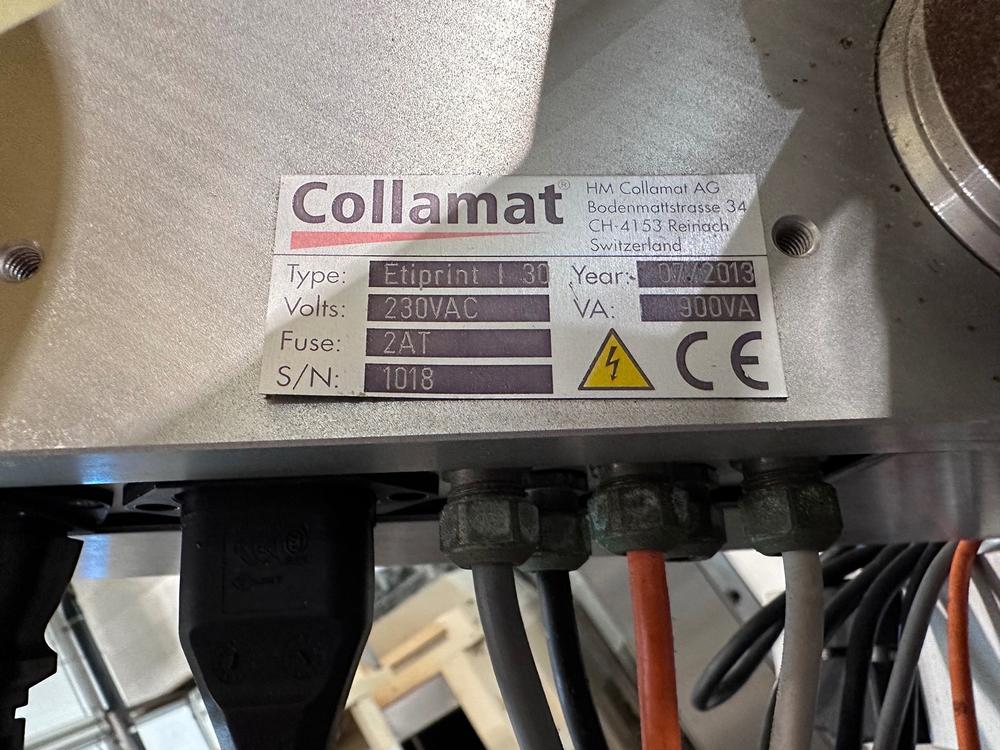 Collamat®
HM Collamat AG
Bodenmattstrasse 34
CH-4153 Reinach
Switzerland
Type: Etiprint I 30
Year: 07/2013
Volts: 230VAC
VA: 900VA
Fuse: 2AT
S/N: 1018
CE